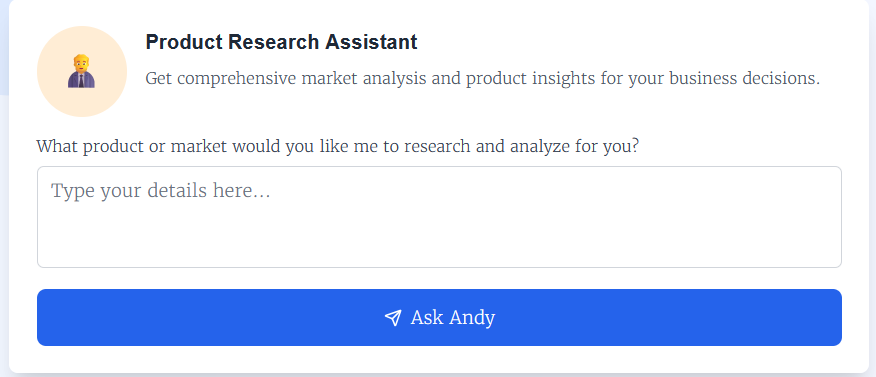 Product Research Assistant
Get comprehensive market analysis and product insights for your business decisions.
What product or market would you like me to research and analyze for you?
Type your details here...
Ask Andy